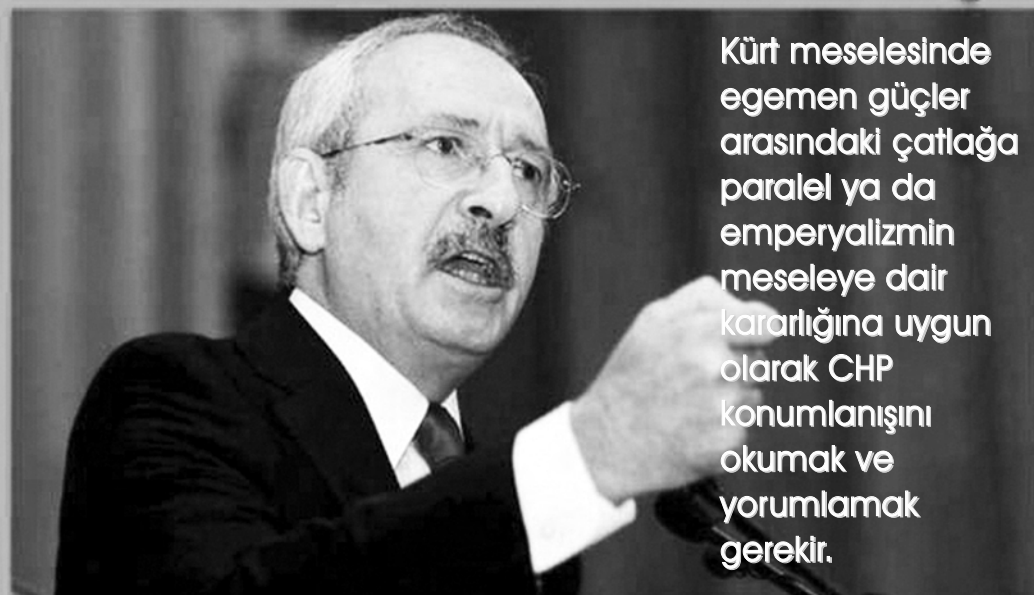 Kürt meselesinde
egemen güçler
arasındaki çatlağa
paralel ya da
emperyalizmin
meseleye dair
kararlığına uygun
olarak CHP
konumlanışını
okumak ve
yorumlamak
gerekir.